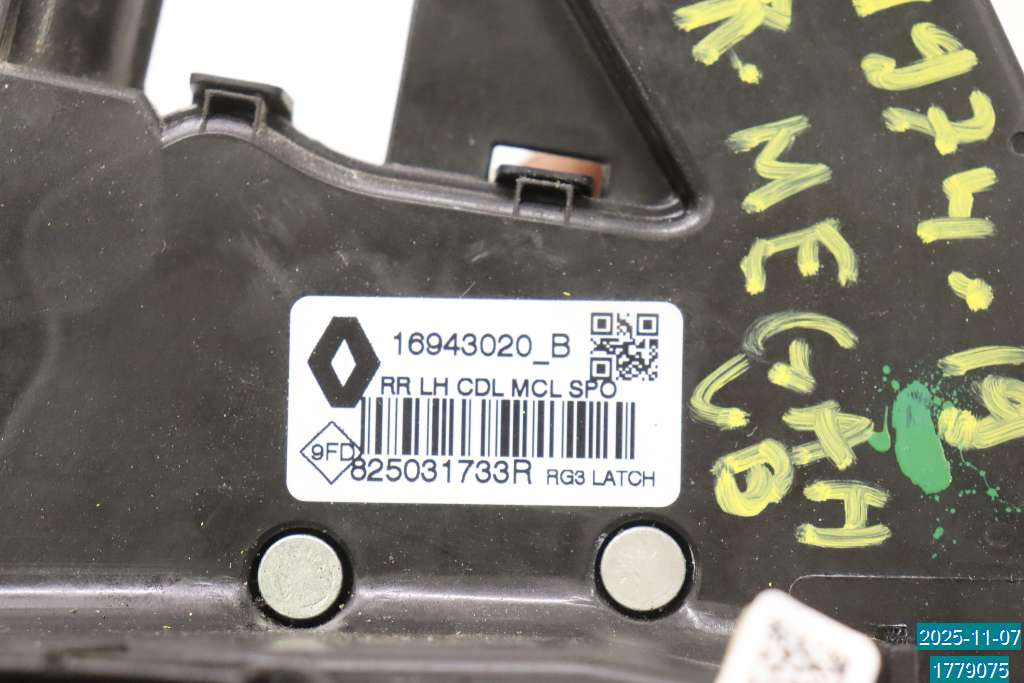 16943020_B
RR LH CDL MCL SPO
9FD
825031733R RG3 LATCH
2025-11-07
1779075